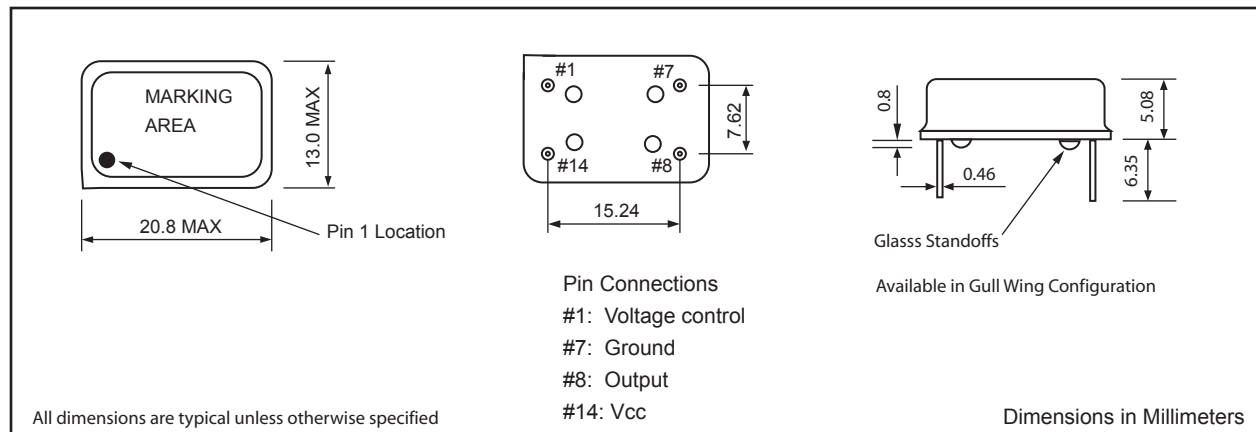 MARKING
AREA
13.0 MAX
20.8 MAX
Pin 1 Location
#1
#7
7.62
#14
#8
15.24
0.8
5.08
0.46
6.35
Glasss Standoffs
Available in Gull Wing Configuration
Pin Connections
#1: Voltage control
#7: Ground
#8: Output
#14: Vcc
All dimensions are typical unless otherwise specified
Dimensions in Millimeters